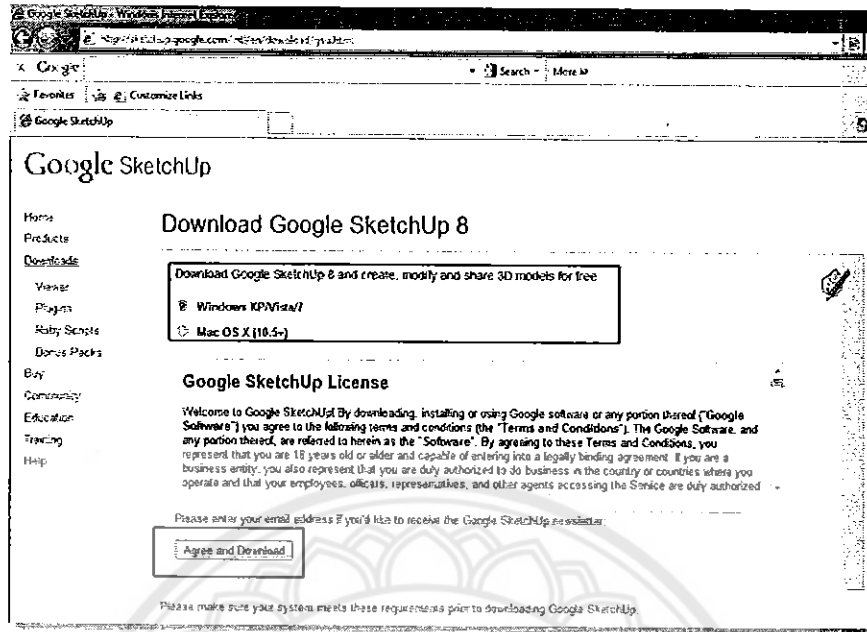 Google SketchUp - Windows Internet Explorer
Google
Search
More »
Favorites
Customize Links
Google SketchUp
Google SketchUp
Home
Products
Downloads
Viewer
Plugins
Ruby Scripts
Bonus Packs
Buy
Community
Education
Training
Help
Download Google SketchUp 8
Download Google SketchUp 8 and create, modify and share 3D models for free
Windows XP/Vista/7
Mac OS X (10.5+)
Google SketchUp License
Welcome to Google SketchUp! By downloading, installing or using Google software or any portion thereof ("Google
Software") you agree to the following terms and conditions (the "Terms and Conditions"). The Google Software, and
any portion thereof, are referred to herein as the "Software". By agreeing to these Terms and Conditions, you
represent that you are 18 years old or older and capable of entering into a legally binding agreement. If you are a
business entity, you also represent that you are duly authorized to do business in the country or countries where you
operate and that your employees, officers, representatives, and other agents accessing the Service are duly authorized
Please enter your email address if you'd like to receive the Google SketchUp newsletter:
Agree and Download
Please make sure your system meets these requirements prior to downloading Google SketchUp.